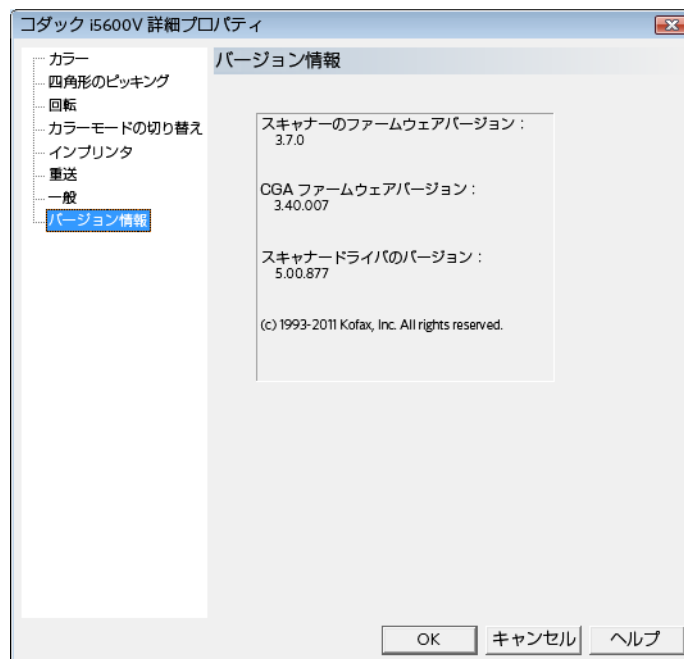 コダック i5600V 詳細プロパティ
カラー
四角形のピッキング
回転
カラーモードの切り替え
インプリンタ
重送
一般
バージョン情報
バージョン情報
スキャナーのファームウェアバージョン :
3.7.0
CGA ファームウェアバージョン :
3.40.007
スキャナードライバのバージョン :
5.00.877
(c) 1993-2011 Kofax, Inc. All rights reserved.
OK
キャンセル
ヘルプ